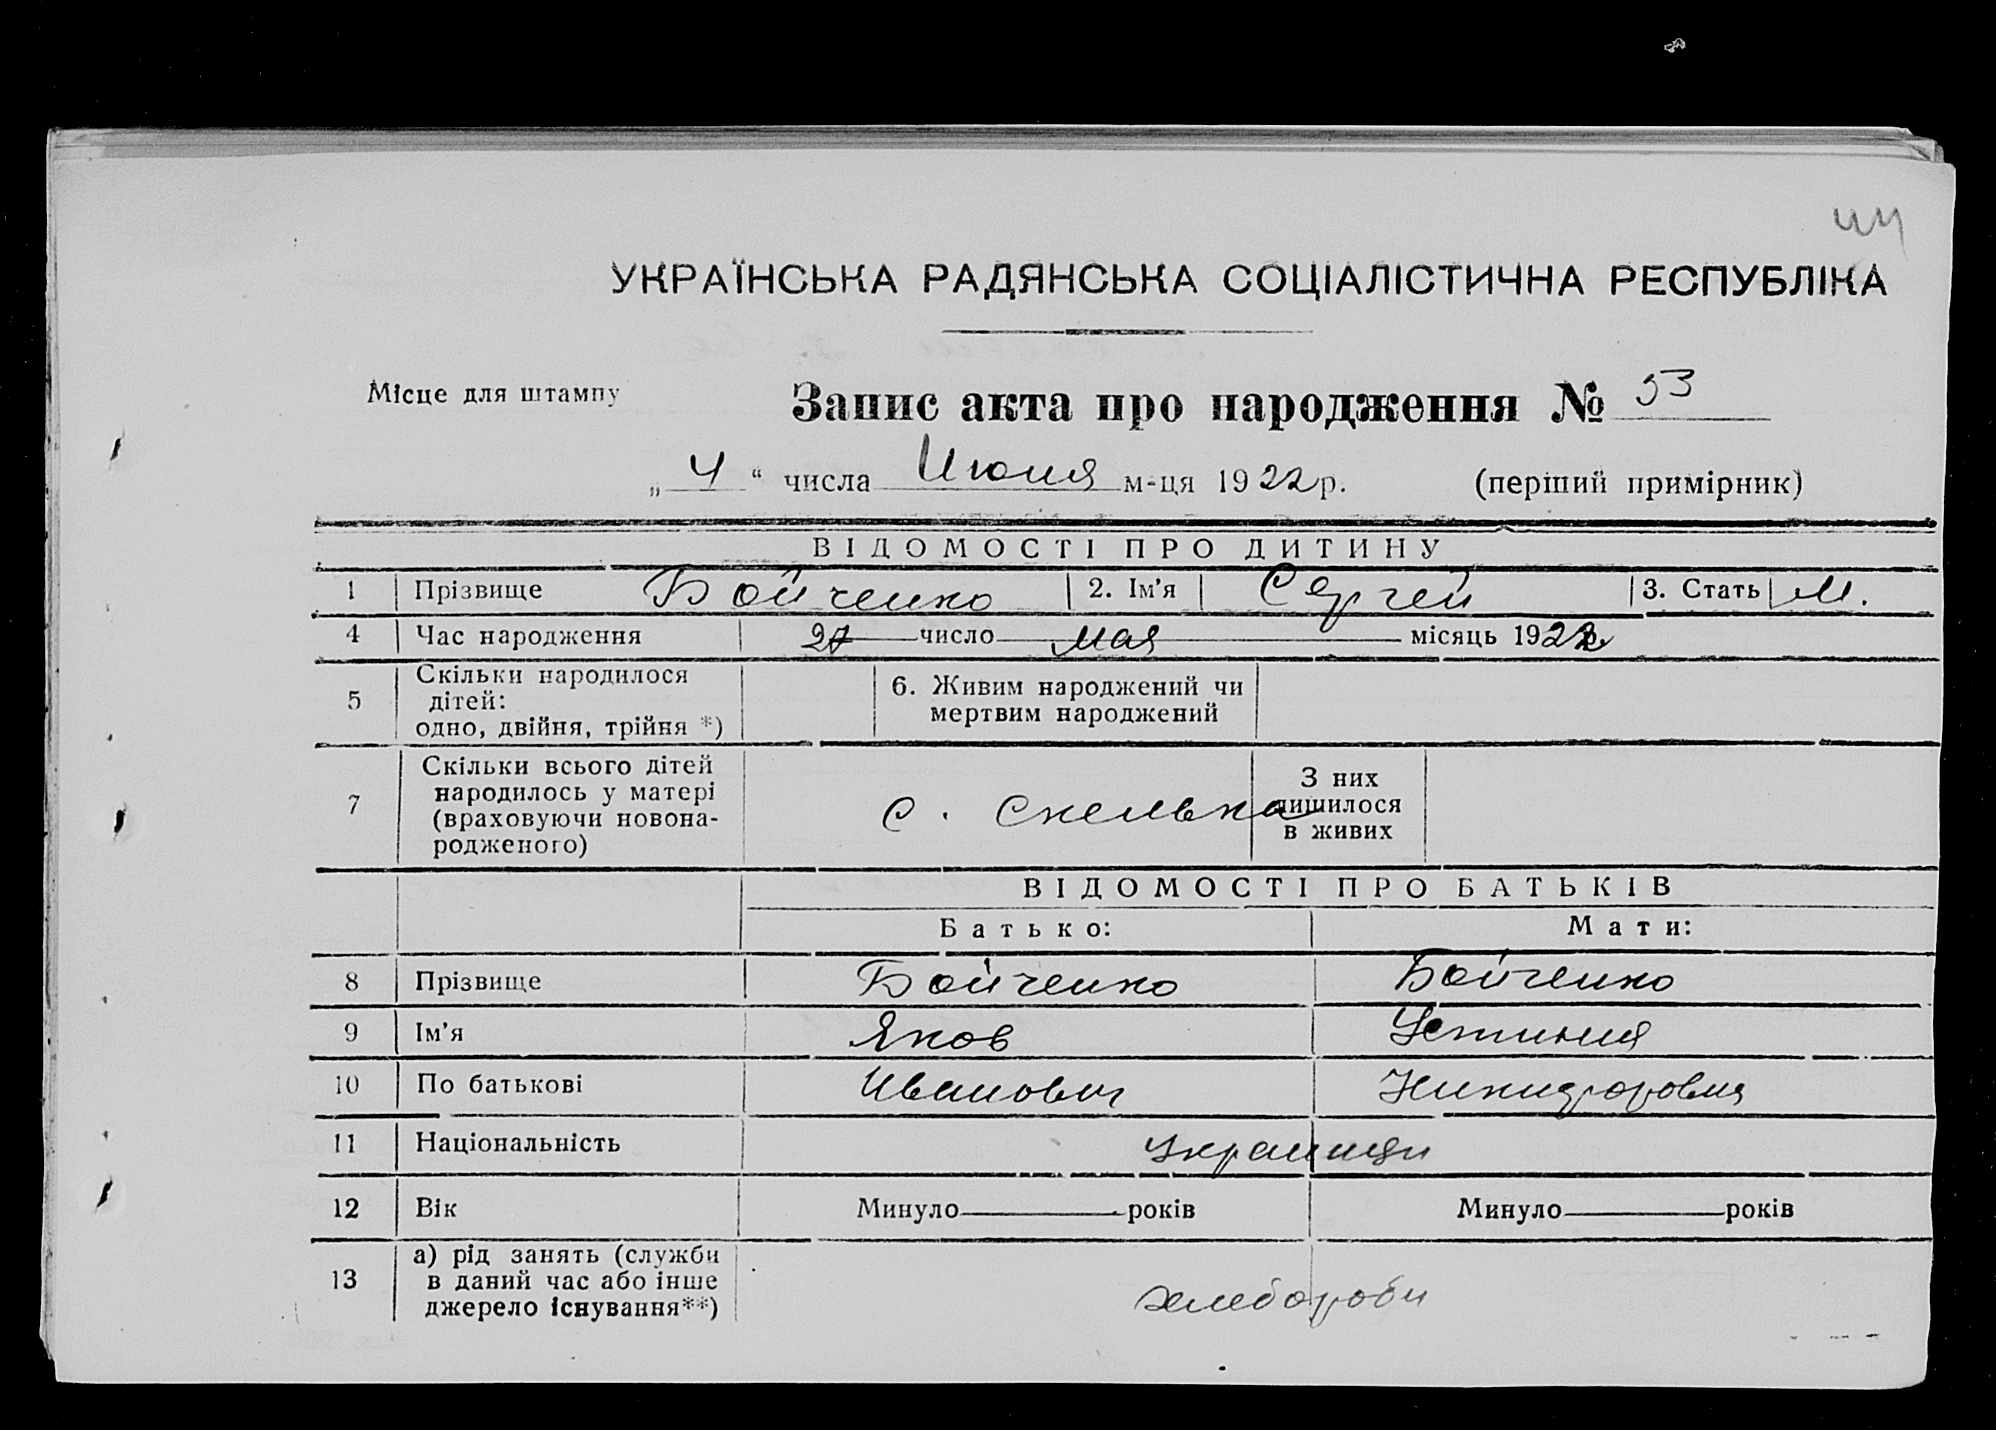 44
УКРАЇНСЬКА РАДЯНСЬКА СОЦІАЛІСТИЧНА РЕСПУБЛІКА
Місце для штампу
Запис акта про народження № 53
„ 4 “ числа Июня м-ця 1922 р. (перший примірник)
ВІДОМОСТІ ПРО ДИТИНУ
1 Прізвище Бойченко 2. Ім’я Сергей 3. Стать М.
4 Час народження 27 число мая місяць 1922р
5 Скільки народилося дітей: одно, двійня, трійня *) 6. Живим народжений чи мертвим народжений
7 Скільки всього дітей народилось у матері (враховуючи новонародженого) с. Скелька З них лишилося в живих
ВІДОМОСТІ ПРО БАТЬКІВ
Батько: Мати:
8 Прізвище Бойченко Бойченко
9 Ім’я Яков Устиния
10 По батькові Иванович Никифоровна
11 Національність украинци
12 Вік Минуло років Минуло років
13 а) рід занять (служби в даний час або інше джерело існування**) хлебороби